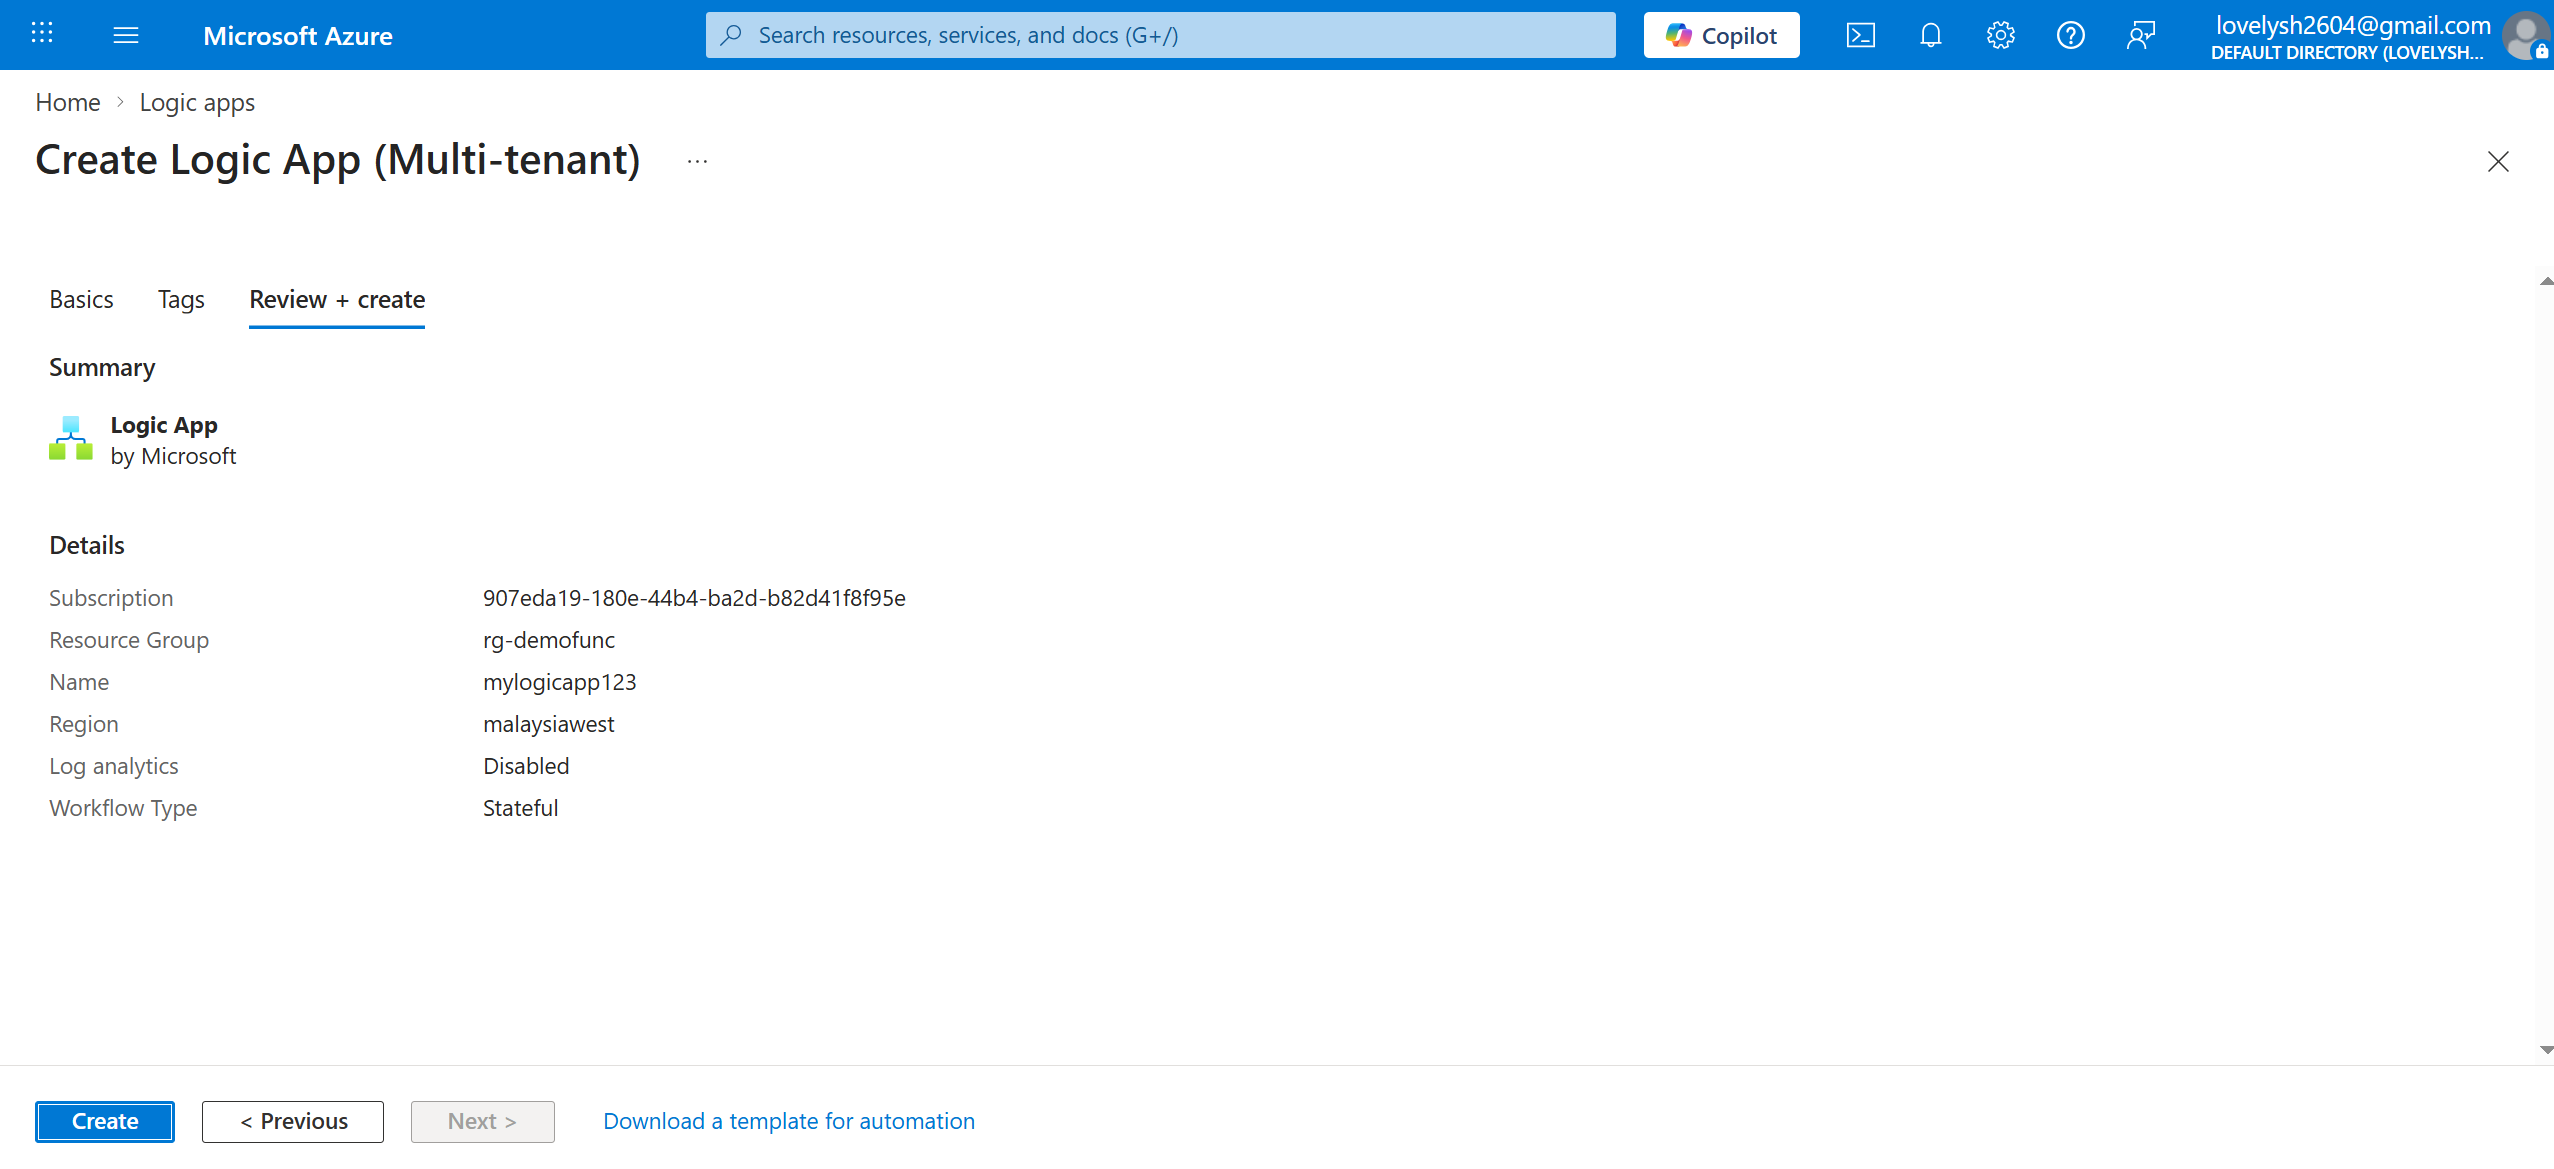 Microsoft Azure
Search resources, services, and docs (G+/)
Copilot
lovelysh2604@gmail.com
DEFAULT DIRECTORY (LOVELYSH...
Home > Logic apps
Create Logic App (Multi-tenant) ...
Basics Tags Review + create
Summary
Logic App
by Microsoft
Details
Subscription 907eda19-180e-44b4-ba2d-b82d41f8f95e
Resource Group rg-demofunc
Name mylogicapp123
Region malaysiawest
Log analytics Disabled
Workflow Type Stateful
Create < Previous Next > Download a template for automation